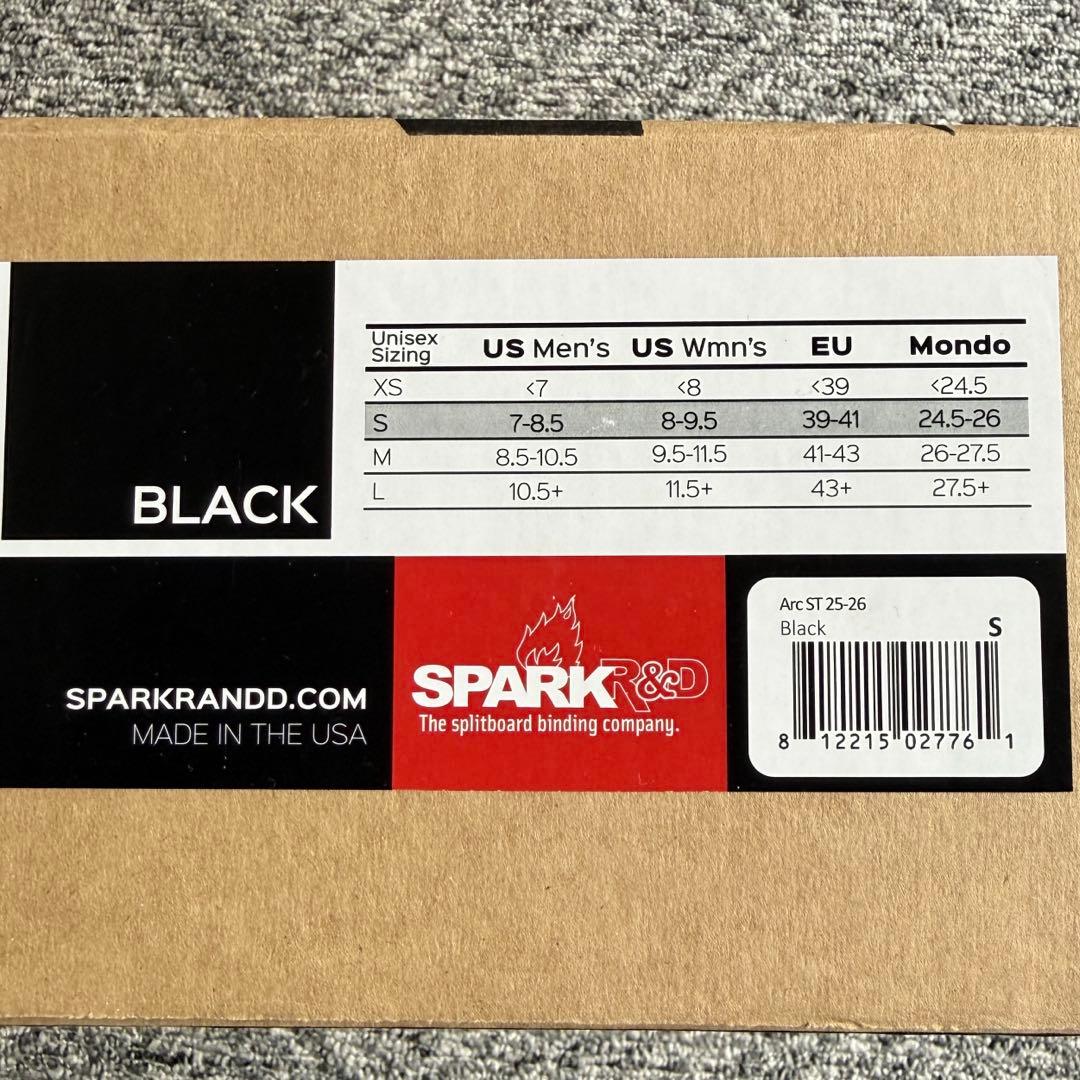 BLACK
Unisex Sizing US Men's US Wmn's EU Mondo
XS <7 <8 <39 <24.5
S 7-8.5 8-9.5 39-41 24.5-26
M 8.5-10.5 9.5-11.5 41-43 26-27.5
L 10.5+ 11.5+ 43+ 27.5+
SPARKRANDD.COM
MADE IN THE USA
SPARK R&D
The splitboard binding company.
Arc ST 25-26
Black S
8 12215 02776 1